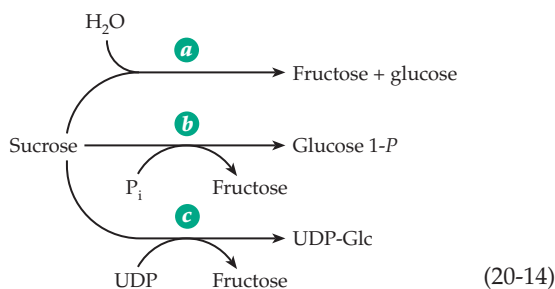 H₂O
a
Fructose + glucose
b
Sucrose
Glucose 1-P
Pᵢ
Fructose
c
UDP-Glc
UDP
Fructose
(20-14)